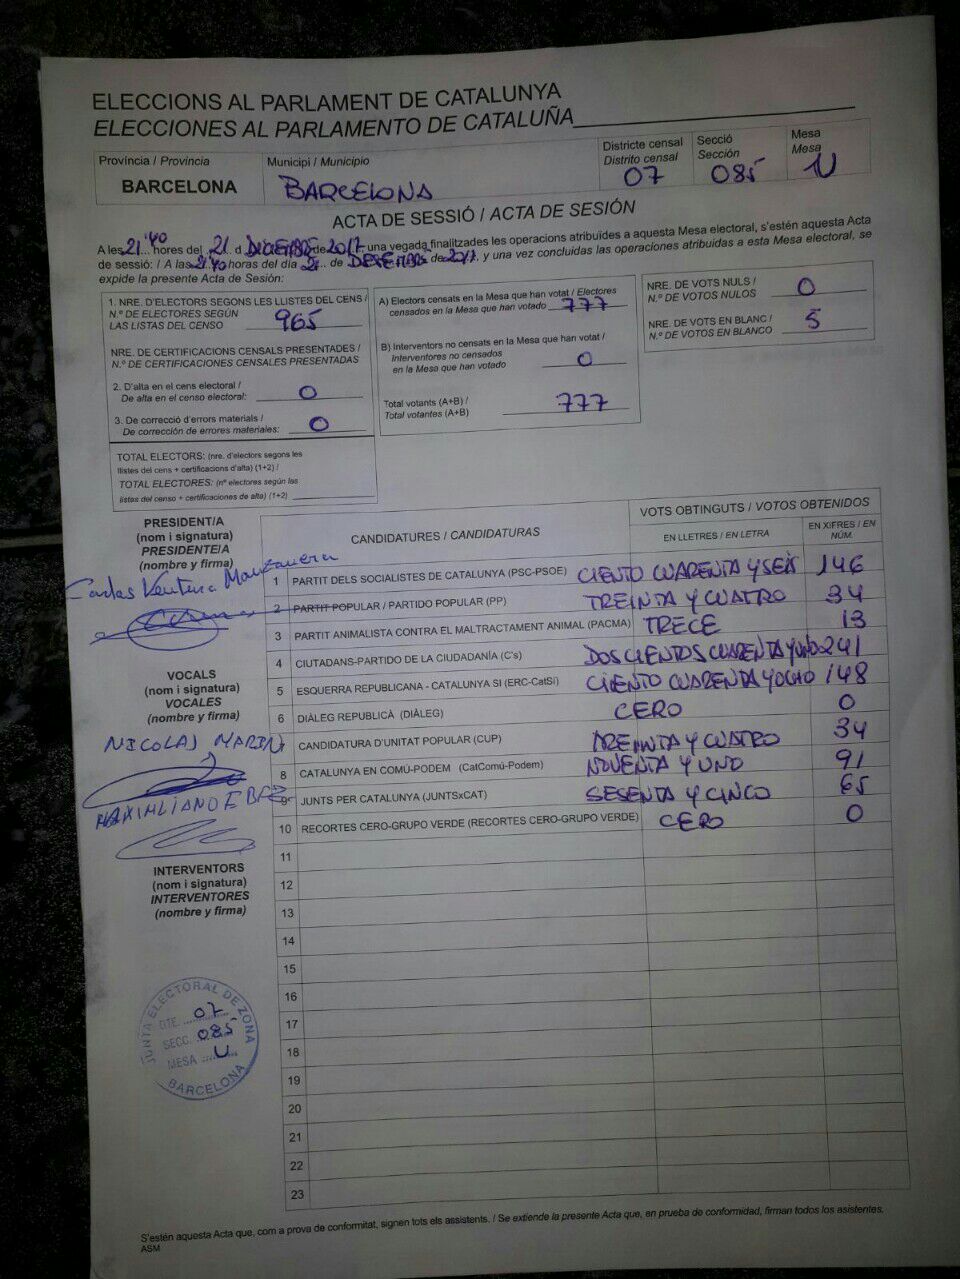 ELECCIONS AL PARLAMENT DE CATALUNYA
ELECCIONES AL PARLAMENTO DE CATALUÑA
Província / Provincia
BARCELONA
Municipi / Municipio
BARCELONA
Districte censal
Distrito censal
07
Secció
Sección
085
Mesa
Mesa
U
ACTA DE SESSIÓ / ACTA DE SESIÓN
A les 21:40 hores del 21 d de 2017 una vegada finalitzades les operacions atribuïdes a aquesta Mesa electoral, s'estén aquesta Acta
de sessió: / A las 21:40 horas del día 21 de de 2017, y una vez concluidas las operaciones atribuidas a esta Mesa electoral, se
expide la presente Acta de Sesión:
1. NRE. D'ELECTORS SEGONS LES LLISTES DEL CENS /
N.º DE ELECTORES SEGÚN
LAS LISTAS DEL CENSO 965
NRE. DE CERTIFICACIONS CENSALS PRESENTADES /
N.º DE CERTIFICACIONES CENSALES PRESENTADAS
2. D'alta en el cens electoral /
De alta en el censo electoral: 0
3. De correcció d'errors materials /
De corrección de errores materiales: 0
TOTAL ELECTORS: (nre. d'electors segons les
llistes del cens + certificacions d'alta) (1+2) /
TOTAL ELECTORES: (nº electores según las
listas del censo + certificaciones de alta) (1+2)
A) Electors censats en la Mesa que han votat / Electores
censados en la Mesa que han votado 777
B) Interventors no censats en la Mesa que han votat /
Interventores no censados
en la Mesa que han votado 0
Total votants (A+B) /
Total votantes (A+B) 777
NRE. DE VOTS NULS /
N.º DE VOTOS NULOS 0
NRE. DE VOTS EN BLANC /
N.º DE VOTOS EN BLANCO 5
PRESIDENT/A
(nom i signatura)
PRESIDENTE/A
(nombre y firma)
Carlos Ventura
VOCALS
(nom i signatura)
VOCALES
(nombre y firma)
NICOLAS MARIN
MAXIMILIANO
INTERVENTORS
(nom i signatura)
INTERVENTORES
(nombre y firma)
JUNTA ELECTORAL DE ZONA
DTE. 07
SECC. 085
MESA U
BARCELONA
CANDIDATURES / CANDIDATURAS
VOTS OBTINGUTS / VOTOS OBTENIDOS
EN LLETRES / EN LETRA
EN XIFRES / EN NÚM.
1 PARTIT DELS SOCIALISTES DE CATALUNYA (PSC-PSOE) CIENTO CUARENTA Y SEIS 146
2 PARTIT POPULAR / PARTIDO POPULAR (PP) TREINTA Y CUATRO 34
3 PARTIT ANIMALISTA CONTRA EL MALTRACTAMENT ANIMAL (PACMA) TRECE 13
4 CIUTADANS-PARTIDO DE LA CIUDADANÍA (C's) DOSCIENTOS CUARENTA Y UNO 241
5 ESQUERRA REPUBLICANA - CATALUNYA SI (ERC-CatSi) CIENTO CUARENTA Y OCHO 148
6 DIÀLEG REPUBLICÀ (DIÀLEG) CERO 0
CANDIDATURA D'UNITAT POPULAR (CUP) TREINTA Y CUATRO 34
8 CATALUNYA EN COMÚ-PODEM (CatComú-Podem) NOVENTA Y UNO 91
9 JUNTS PER CATALUNYA (JUNTSxCAT) SESENTA Y CINCO 65
10 RECORTES CERO-GRUPO VERDE (RECORTES CERO-GRUPO VERDE) CERO 0
11
12
13
14
15
16
17
18
19
20
21
22
23
S'estén aquesta Acta que, com a prova de conformitat, signen tots els assistents. / Se extiende la presente Acta que, en prueba de conformidad, firman todos los asistentes.
ASM